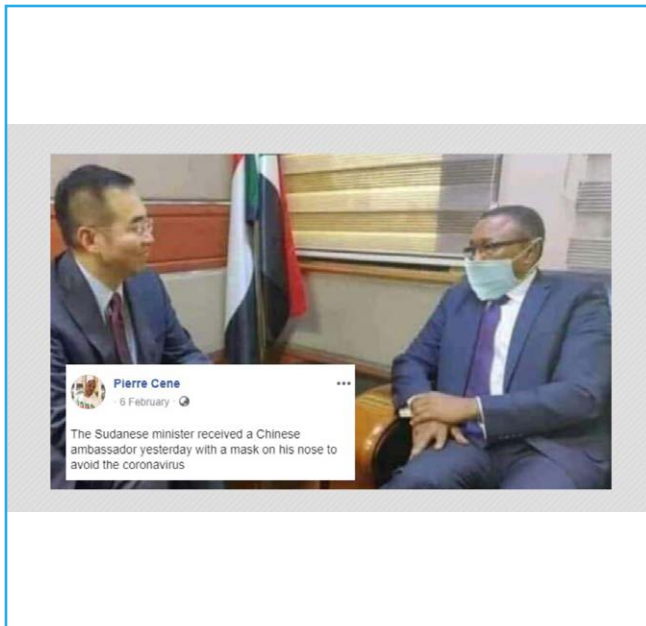 Pierre Cene
· 6 February ·
The Sudanese minister received a Chinese
ambassador yesterday with a mask on his nose to
avoid the coronavirus